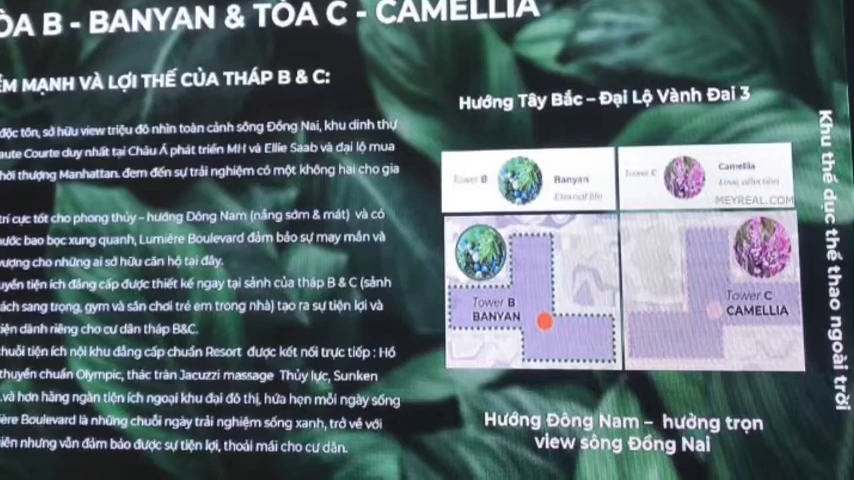 ÒA B - BANYAN & TÒA C - CAMELLIA
ỂM MẠNH VÀ LỢI THẾ CỦA THÁP B & C:
độc tôn, sở hữu view triệu đô nhìn toàn cảnh sông Đồng Nai, khu dinh thự
aute Courte duy nhất tại Châu Á phát triển MH và Ellie Saab và đại lộ mua
hời thượng Manhattan. đem đến sự trải nghiệm có một không hai cho gia
trí cực tốt cho phong thủy - hướng Đông Nam (nắng sớm & mát) và có
ước bao bọc xung quanh, Lumière Boulevard đảm bảo sự may mắn và
vượng cho những ai sở hữu căn hộ tại đây.
uyến tiện ích đẳng cấp được thiết kế ngay tại sảnh của tháp B & C (sảnh
ách sang trọng, gym và sân chơi trẻ em trong nhà) tạo ra sự tiện lợi và
iện dành riêng cho cư dân tháp B&C.
huỗi tiện ích nội khu đẳng cấp chuẩn Resort được kết nối trực tiếp : Hồ
thuyền chuẩn Olympic, thác tràn Jacuzzi massage Thủy lực, Sunken
.và hơn hằng ngàn tiện ích ngoại khu đại đô thị, hứa hẹn mỗi ngày sống
ière Boulevard là những chuỗi ngày trải nghiệm sống xanh, trở về với
iên nhưng vẫn đảm bảo được sự tiện lợi, thoải mái cho cư dân.
Hướng Tây Bắc – Đại Lộ Vành Đai 3
Tower B
Banyan
Eternal life
Tower C
Camellia
Love, affection
MEYREAL.COM
Tower B
BANYAN
Tower C
CAMELLIA
Hướng Đông Nam – hưởng trọn
view sông Đồng Nai
Khu thể dục thể thao ngoài trời